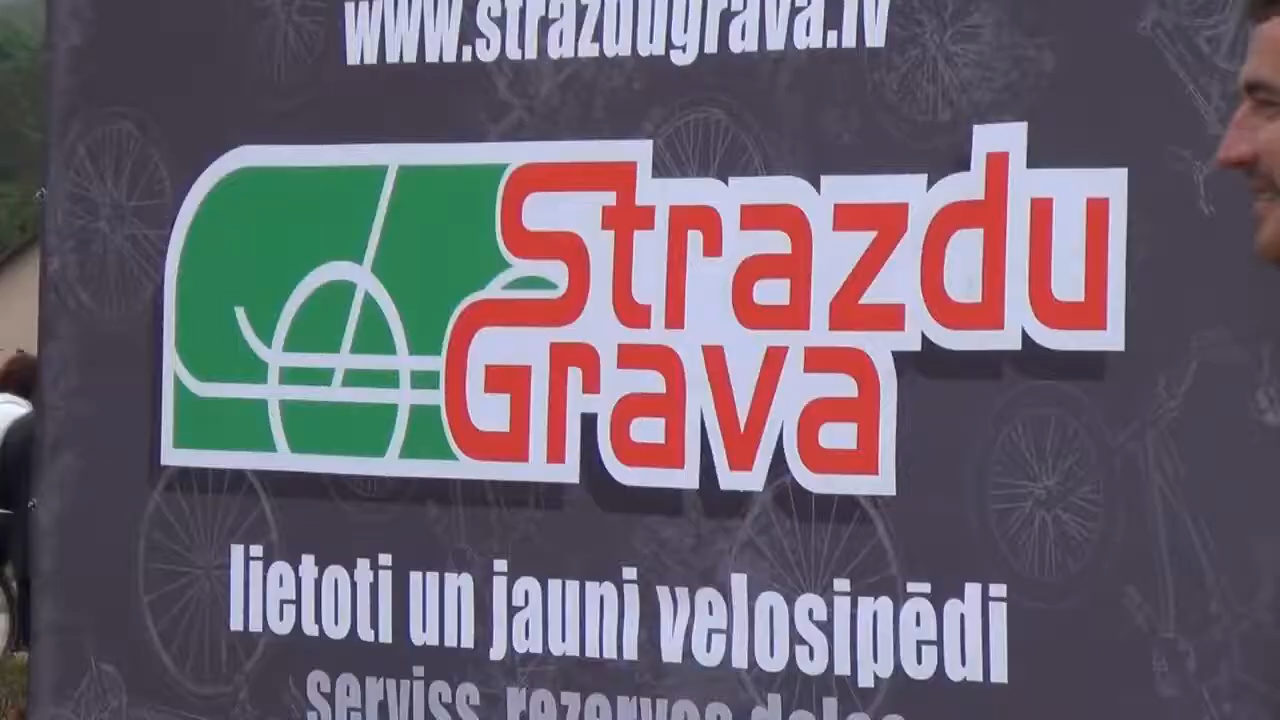 www.strazdugrava.lv
Strazdu
Grava
lietoti un jauni velosipēdi
serviss, rezerves daļas